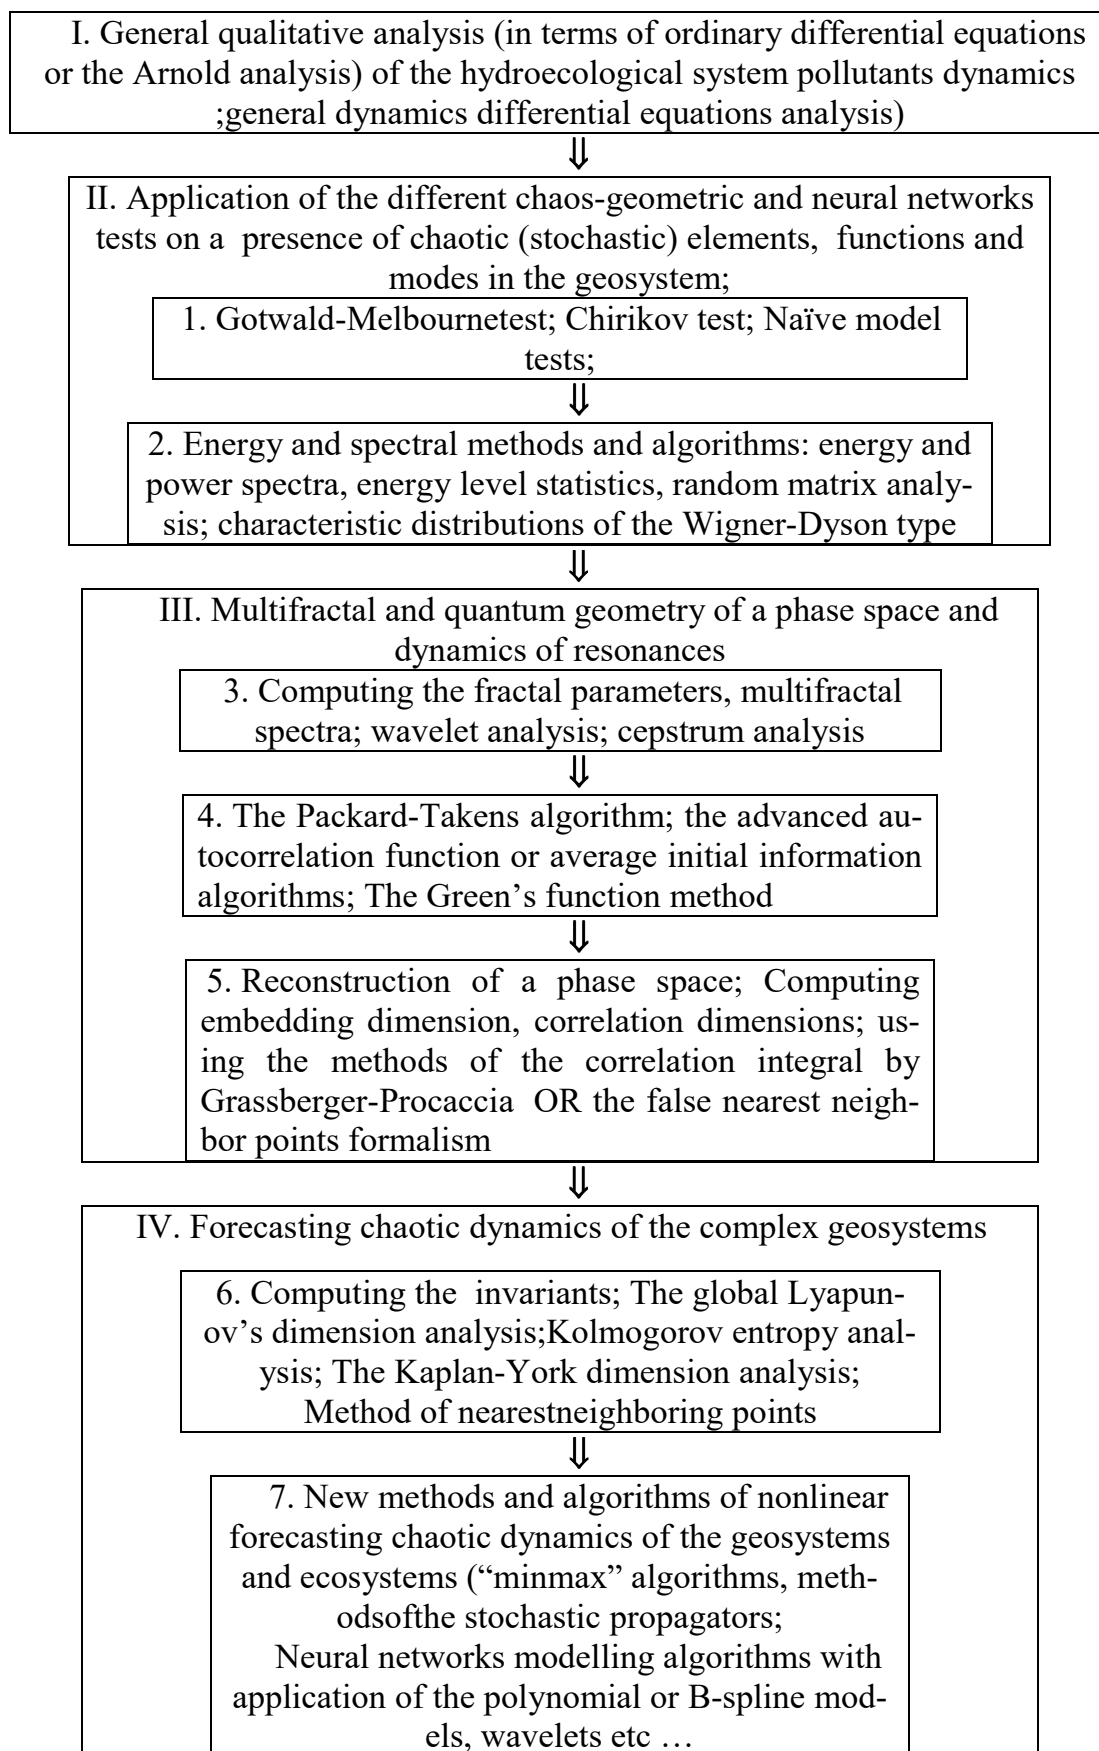 I. General qualitative analysis (in terms of ordinary differential equations
or the Arnold analysis) of the hydroecological system pollutants dynamics
;general dynamics differential equations analysis)
⇓
II. Application of the different chaos-geometric and neural networks
tests on a presence of chaotic (stochastic) elements, functions and
modes in the geosystem;
1. Gotwald-Melbournetest; Chirikov test; Naïve model
tests;
⇓
2. Energy and spectral methods and algorithms: energy and
power spectra, energy level statistics, random matrix analy-
sis; characteristic distributions of the Wigner-Dyson type
⇓
III. Multifractal and quantum geometry of a phase space and
dynamics of resonances
3. Computing the fractal parameters, multifractal
spectra; wavelet analysis; cepstrum analysis
⇓
4. The Packard-Takens algorithm; the advanced au-
tocorrelation function or average initial information
algorithms; The Green’s function method
⇓
5. Reconstruction of a phase space; Computing
embedding dimension, correlation dimensions; us-
ing the methods of the correlation integral by
Grassberger-Procaccia OR the false nearest neigh-
bor points formalism
⇓
IV. Forecasting chaotic dynamics of the complex geosystems
6. Computing the invariants; The global Lyapun-
ov’s dimension analysis;Kolmogorov entropy anal-
ysis; The Kaplan-York dimension analysis;
Method of nearestneighboring points
⇓
7. New methods and algorithms of nonlinear
forecasting chaotic dynamics of the geosystems
and ecosystems (“minmax” algorithms, meth-
odsofthe stochastic propagators;
Neural networks modelling algorithms with
application of the polynomial or B-spline mod-
els, wavelets etc …